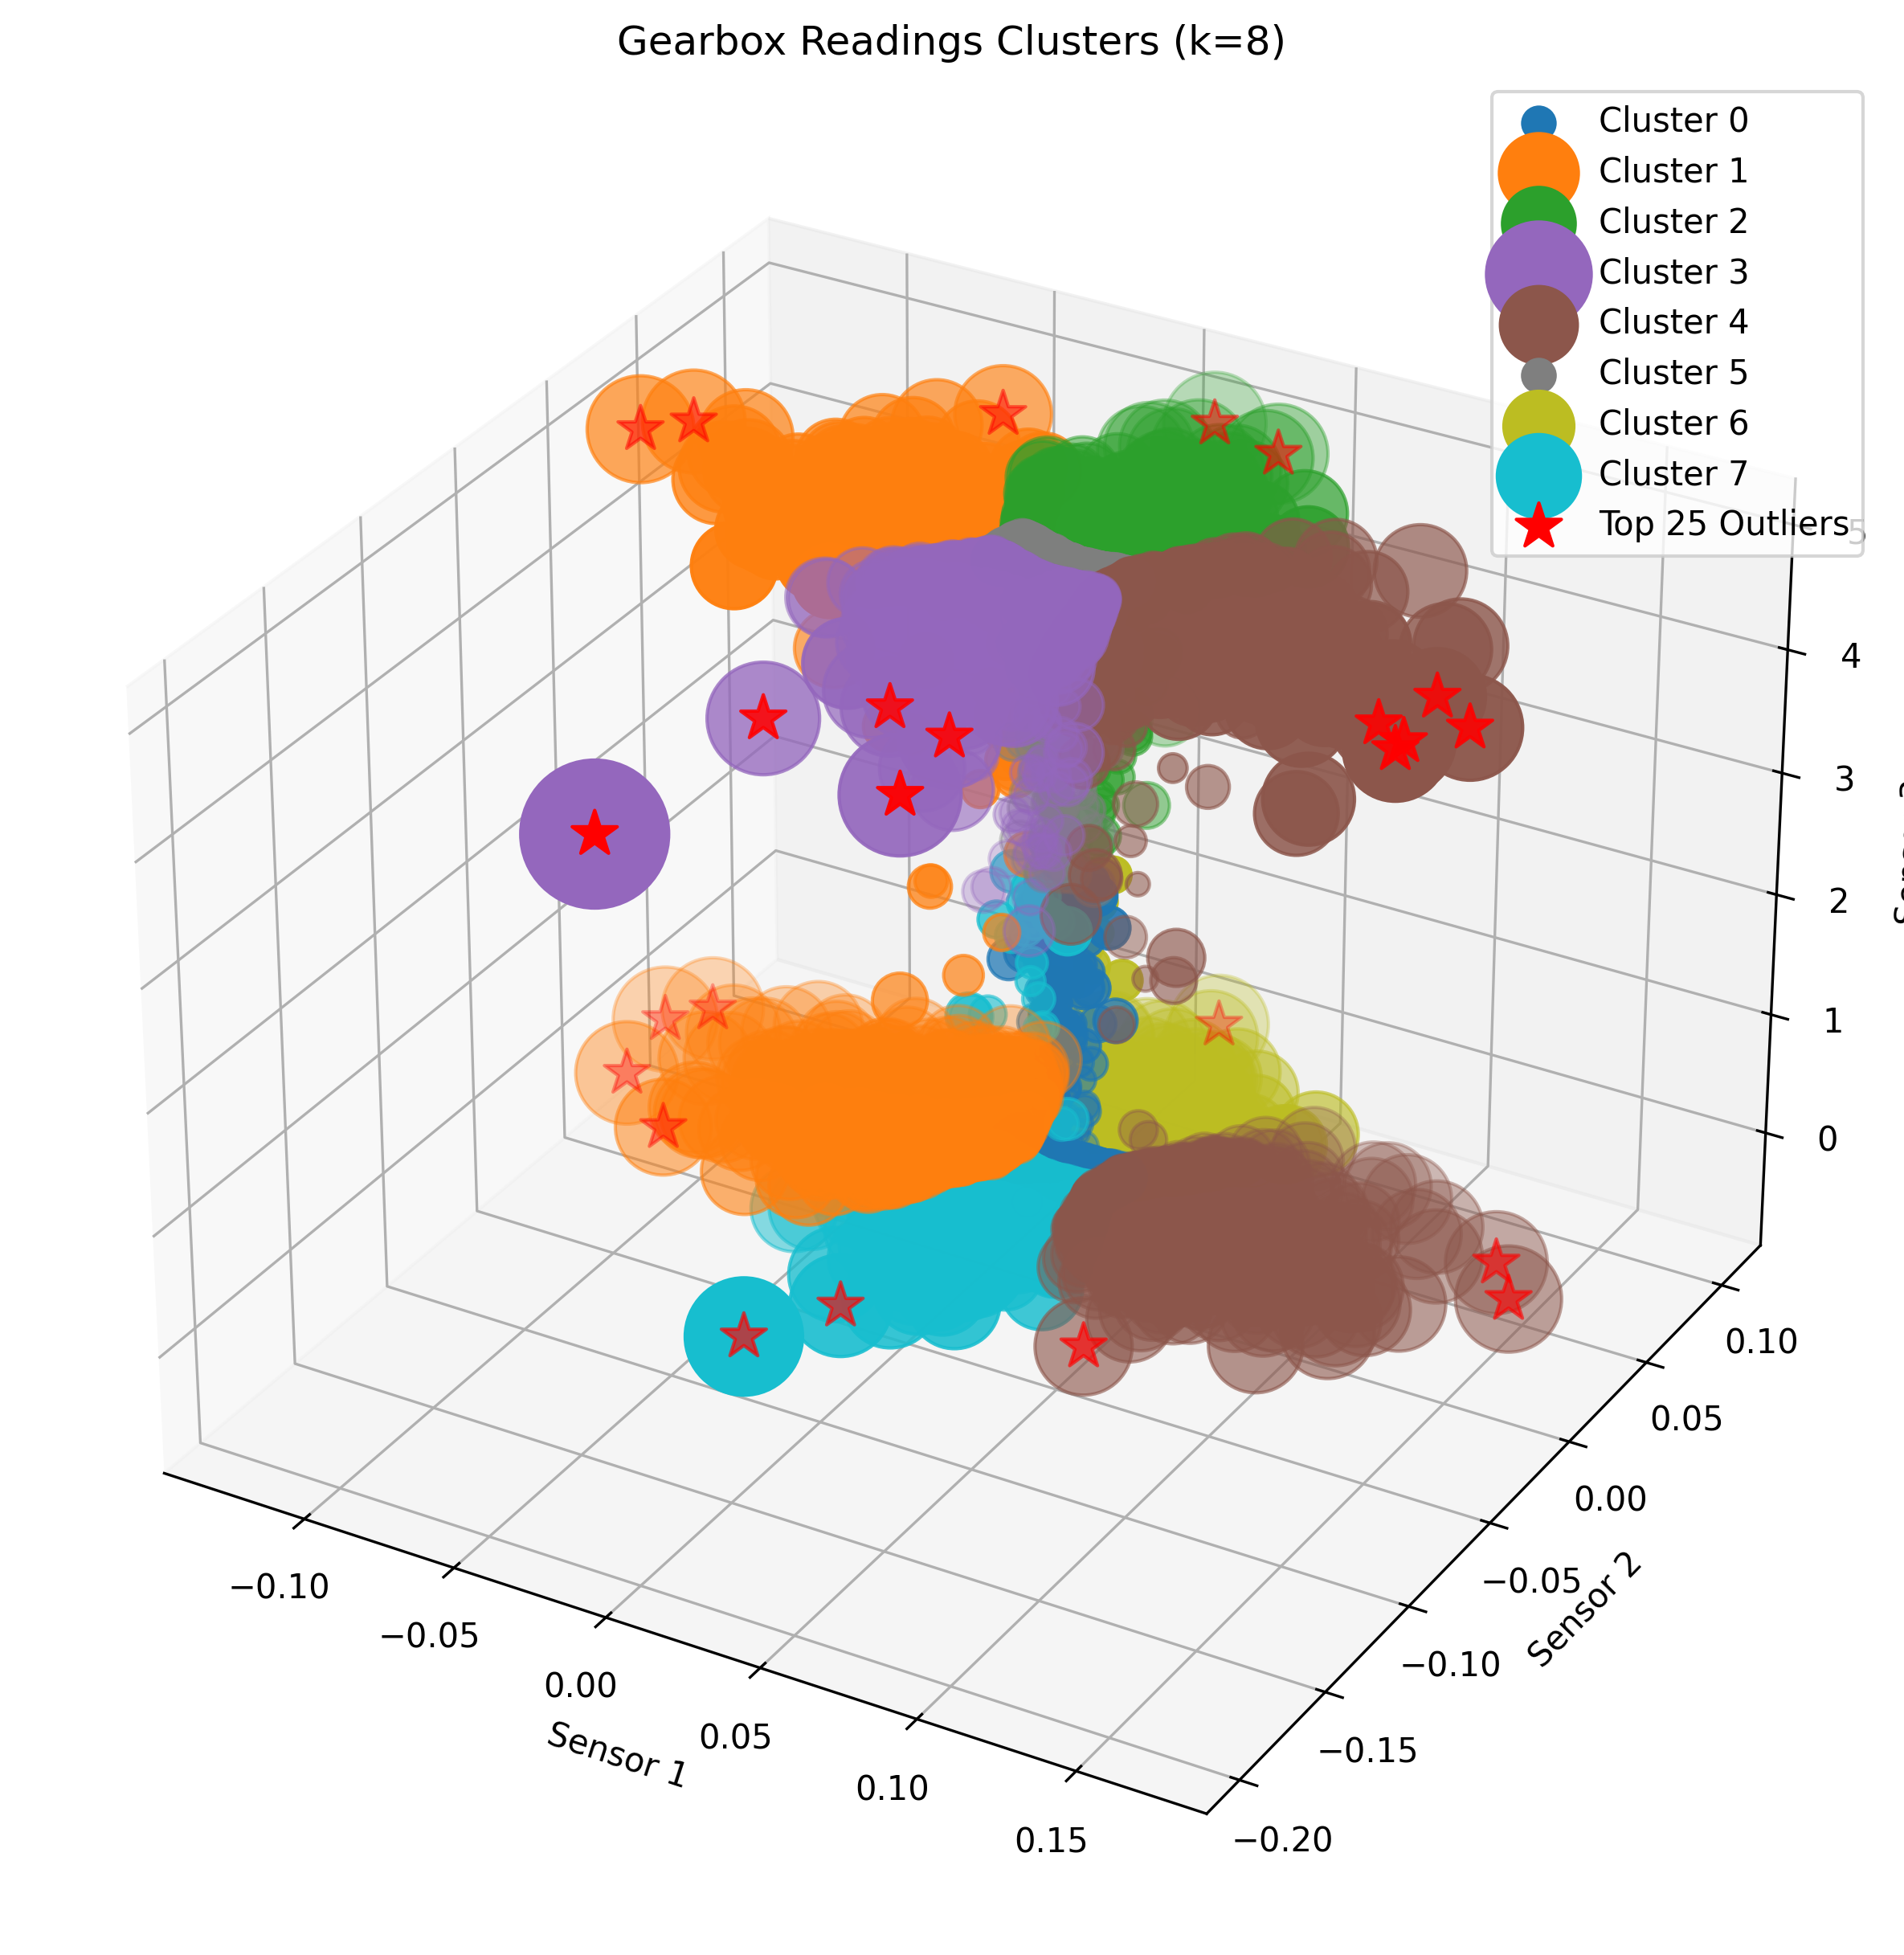 Gearbox Readings Clusters (k=8)
Cluster 0
Cluster 1
Cluster 2
Cluster 3
Cluster 4
Cluster 5
Cluster 6
Cluster 7
Top 25 Outliers
5
4
3
2
1
0
0.10
0.05
0.00
−0.05
−0.10
−0.15
−0.20
Sensor 2
−0.10
−0.05
0.00
0.05
0.10
0.15
Sensor 1